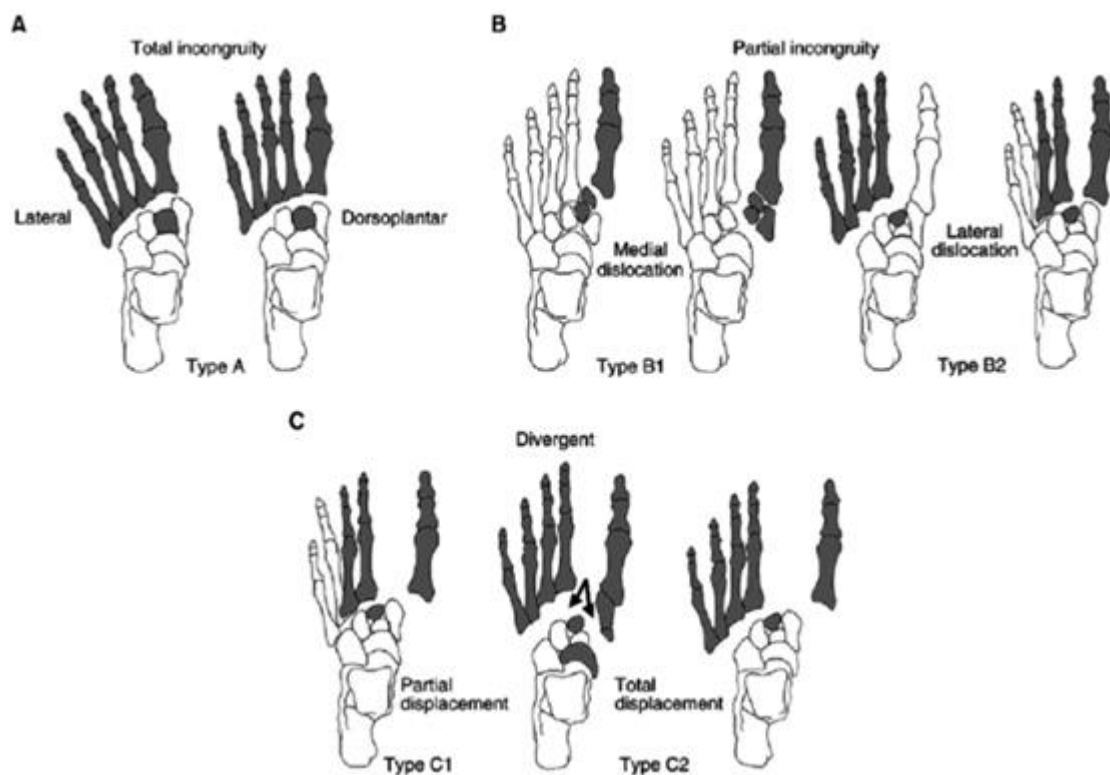 A
Total incongruity
Lateral
Dorsoplantar
Type A
B
Partial incongruity
Medial
dislocation
Lateral
dislocation
Type B1
Type B2
C
Divergent
Partial
displacement
Total
displacement
Type C1
Type C2